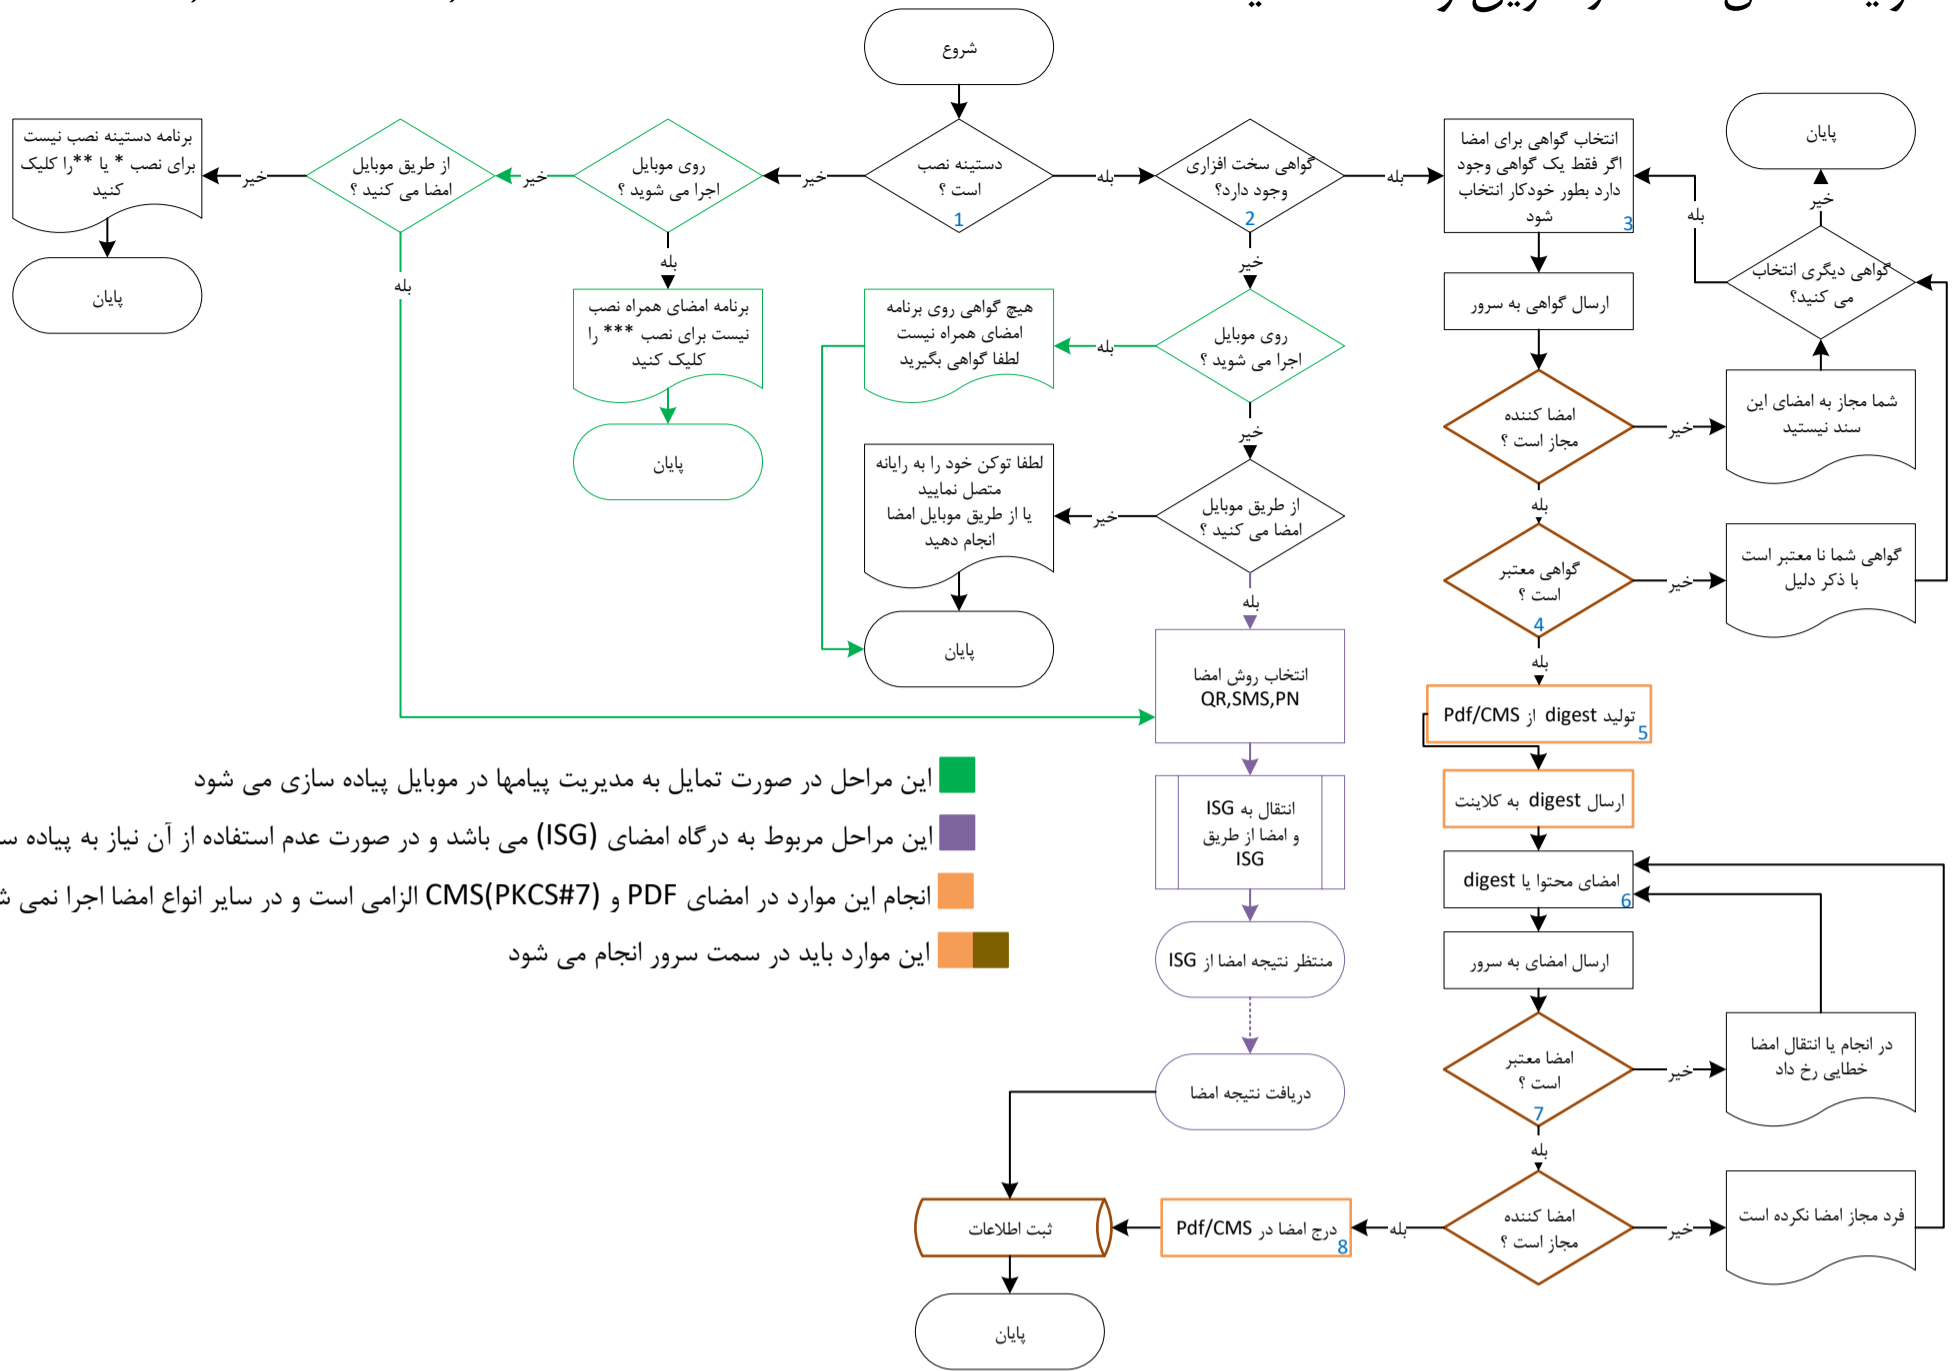 شروع
دستینه نصب
است ؟
1
خیر
بله
روی موبایل
اجرا می شوید ؟
خیر
بله
از طریق موبایل
امضا می کنید ؟
خیر
بله
برنامه دستینه نصب نیست
برای نصب * یا **را کلیک
کنید
پایان
برنامه امضای همراه نصب
نیست برای نصب *** را
کلیک کنید
پایان
گواهی سخت افزاری
وجود دارد؟
2
بله
خیر
روی موبایل
اجرا می شوید ؟
بله
خیر
هیچ گواهی روی برنامه
امضای همراه نیست
لطفا گواهی بگیرید
از طریق موبایل
امضا می کنید ؟
خیر
بله
لطفا توکن خود را به رایانه
متصل نمایید
یا از طریق موبایل امضا
انجام دهید
پایان
انتخاب روش امضا
QR,SMS,PN
انتقال به ISG
و امضا از طریق
ISG
منتظر نتیجه امضا از ISG
دریافت نتیجه امضا
انتخاب گواهی برای امضا
اگر فقط یک گواهی وجود
دارد بطور خودکار انتخاب
شود
3
ارسال گواهی به سرور
امضا کننده
مجاز است ؟
خیر
بله
شما مجاز به امضای این
سند نیستید
گواهی دیگری انتخاب
می کنید؟
بله
خیر
پایان
گواهی معتبر
است ؟
4
خیر
بله
گواهی شما نا معتبر است
با ذکر دلیل
تولید digest از Pdf/CMS
5
ارسال digest به کلاینت
امضای محتوا یا digest
6
ارسال امضای به سرور
امضا معتبر
است ؟
7
خیر
بله
در انجام یا انتقال امضا
خطایی رخ داد
امضا کننده
مجاز است ؟
خیر
بله
فرد مجاز امضا نکرده است
درج امضا در Pdf/CMS
8
ثبت اطلاعات
پایان
این مراحل در صورت تمایل به مدیریت پیامها در موبایل پیاده سازی می شود
این مراحل مربوط به درگاه امضای (ISG) می باشد و در صورت عدم استفاده از آن نیاز به پیاده
انجام این موارد در امضای PDF و CMS(PKCS#7) الزامی است و در سایر انواع امضا اجرا نمی
این موارد باید در سمت سرور انجام می شود